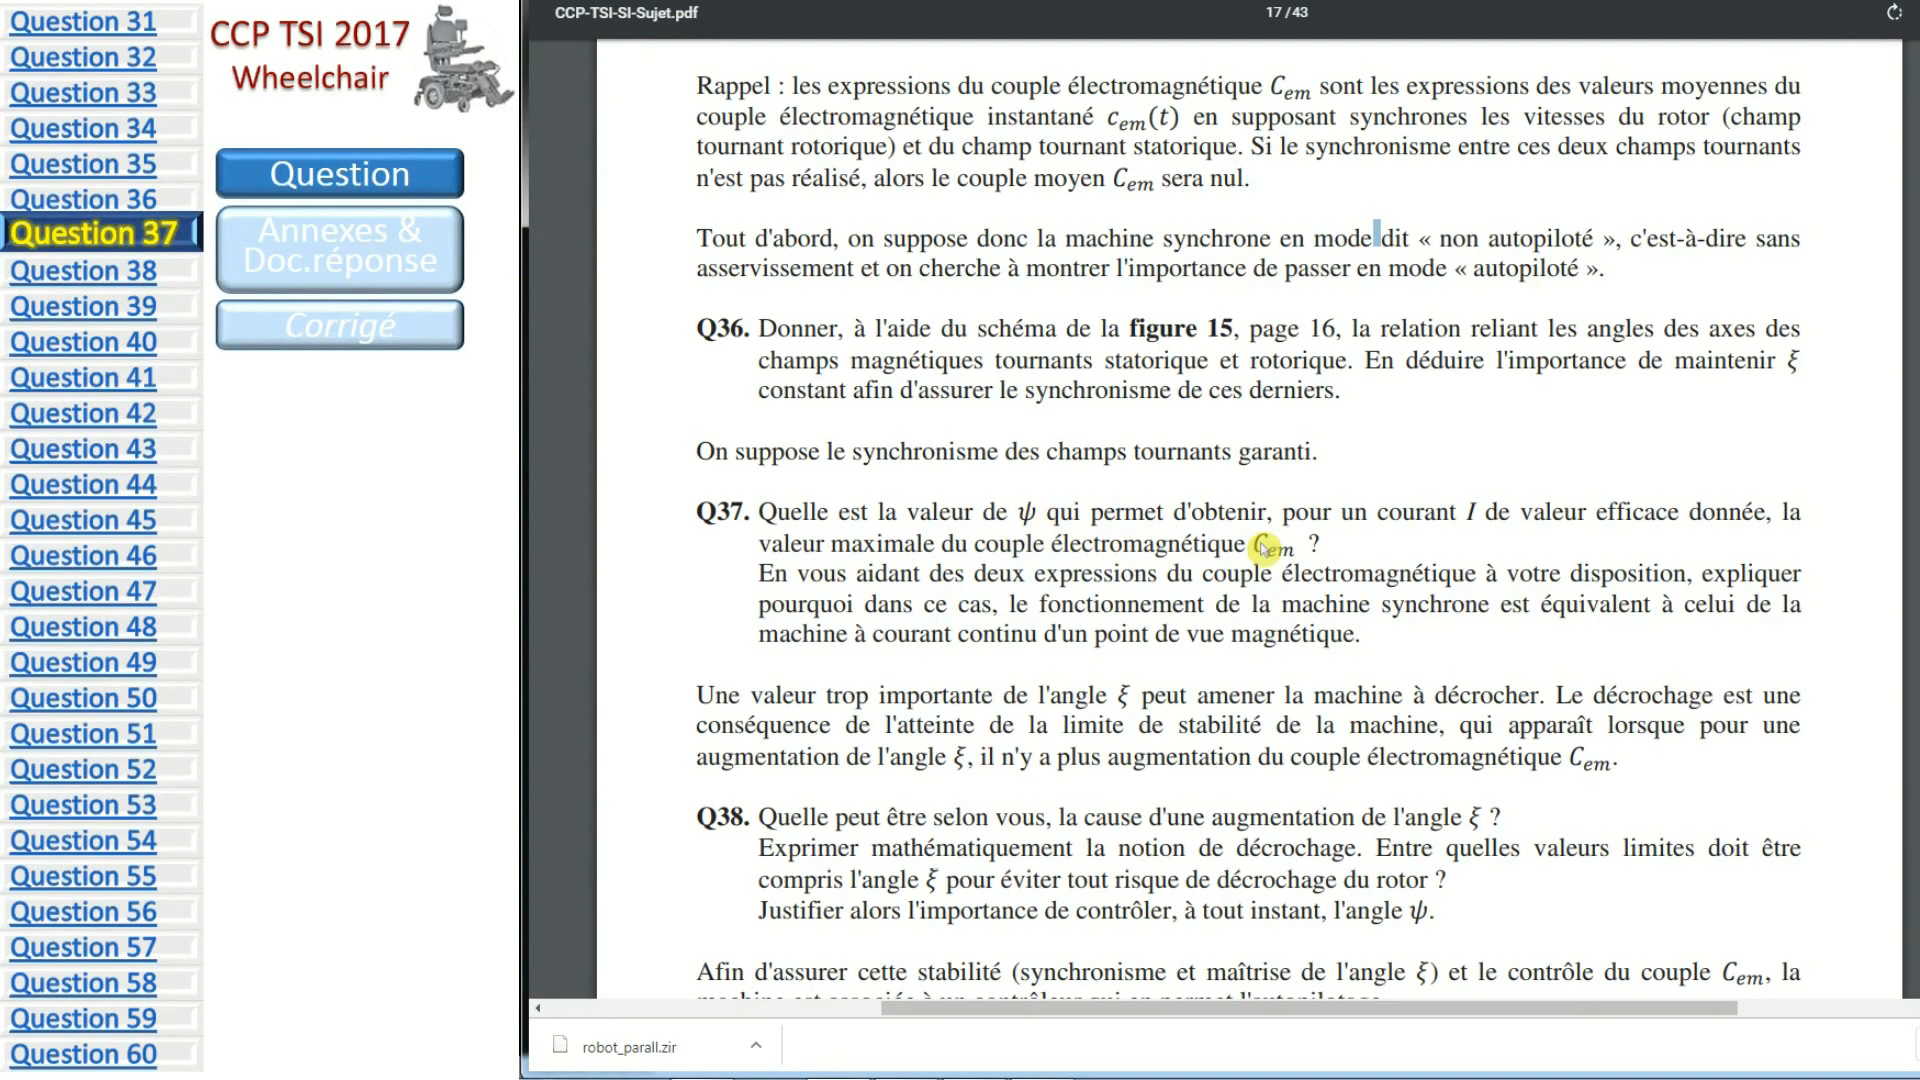 Question 31
Question 32
Question 33
Question 34
Question 35
Question 36
Question 37
Question 38
Question 39
Question 40
Question 41
Question 42
Question 43
Question 44
Question 45
Question 46
Question 47
Question 48
Question 49
Question 50
Question 51
Question 52
Question 53
Question 54
Question 55
Question 56
Question 57
Question 58
Question 59
Question 60
CCP TSI 2017
Wheelchair
Question
Annexes &
Doc.réponse
Corrigé
CCP-TSI-SI-Sujet.pdf
17 / 43
Rappel : les expressions du couple électromagnétique Cem sont les expressions des valeurs moyennes du
couple électromagnétique instantané cem(t) en supposant synchrones les vitesses du rotor (champ
tournant rotorique) et du champ tournant statorique. Si le synchronisme entre ces deux champs tournants
n'est pas réalisé, alors le couple moyen Cem sera nul.
Tout d'abord, on suppose donc la machine synchrone en mode dit « non autopiloté », c'est-à-dire sans
asservissement et on cherche à montrer l'importance de passer en mode « autopiloté ».
Q36. Donner, à l'aide du schéma de la figure 15, page 16, la relation reliant les angles des axes des
champs magnétiques tournants statorique et rotorique. En déduire l'importance de maintenir ξ
constant afin d'assurer le synchronisme de ces derniers.
On suppose le synchronisme des champs tournants garanti.
Q37. Quelle est la valeur de ψ qui permet d'obtenir, pour un courant I de valeur efficace donnée, la
valeur maximale du couple électromagnétique Cem ?
En vous aidant des deux expressions du couple électromagnétique à votre disposition, expliquer
pourquoi dans ce cas, le fonctionnement de la machine synchrone est équivalent à celui de la
machine à courant continu d'un point de vue magnétique.
Une valeur trop importante de l'angle ξ peut amener la machine à décrocher. Le décrochage est une
conséquence de l'atteinte de la limite de stabilité de la machine, qui apparaît lorsque pour une
augmentation de l'angle ξ, il n'y a plus augmentation du couple électromagnétique Cem.
Q38. Quelle peut être selon vous, la cause d'une augmentation de l'angle ξ ?
Exprimer mathématiquement la notion de décrochage. Entre quelles valeurs limites doit être
compris l'angle ξ pour éviter tout risque de décrochage du rotor ?
Justifier alors l'importance de contrôler, à tout instant, l'angle ψ.
Afin d'assurer cette stabilité (synchronisme et maîtrise de l'angle ξ) et le contrôle du couple Cem, la
robot_parall.zir